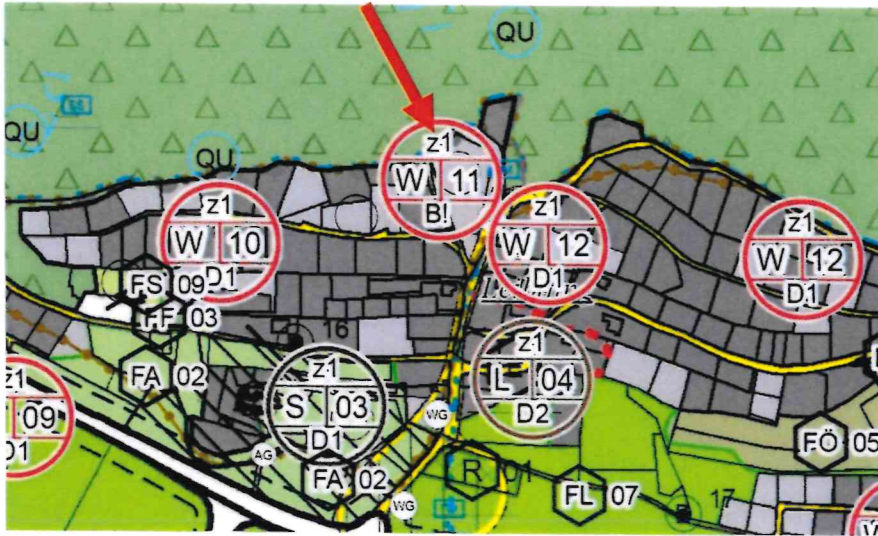 QU
QU
QU
z1
W 11
B!
z1
W 10
D1
z1
W 12
D1
z1
W 12
D1
FS 09
FF 03
16
FA 02
z1
S 03
D1
z1
L 04
D2
z1
09
D1
WG
AG
FA 02
R 01
FÖ 05
FL 07
17
WG
W